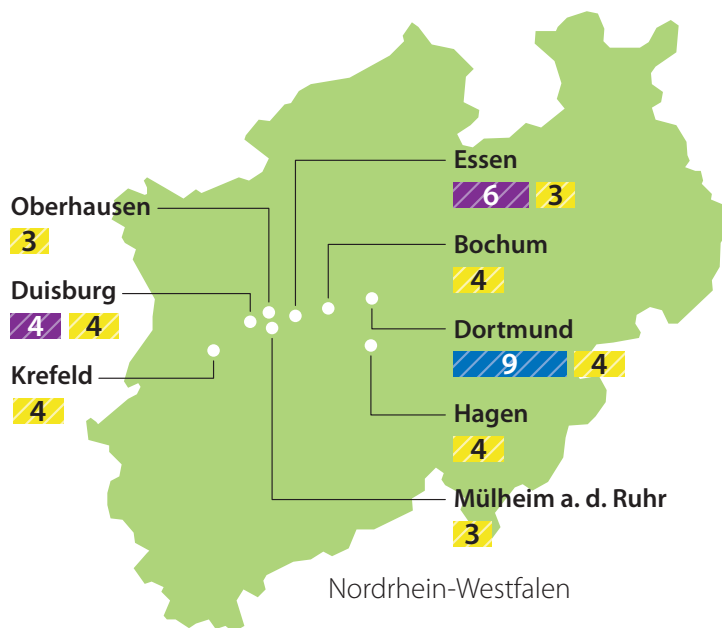 Essen
6 3
Oberhausen
3
Bochum
4
Duisburg
4 4
Dortmund
9 4
Krefeld
4
Hagen
4
Mülheim a. d. Ruhr
3
Nordrhein-Westfalen